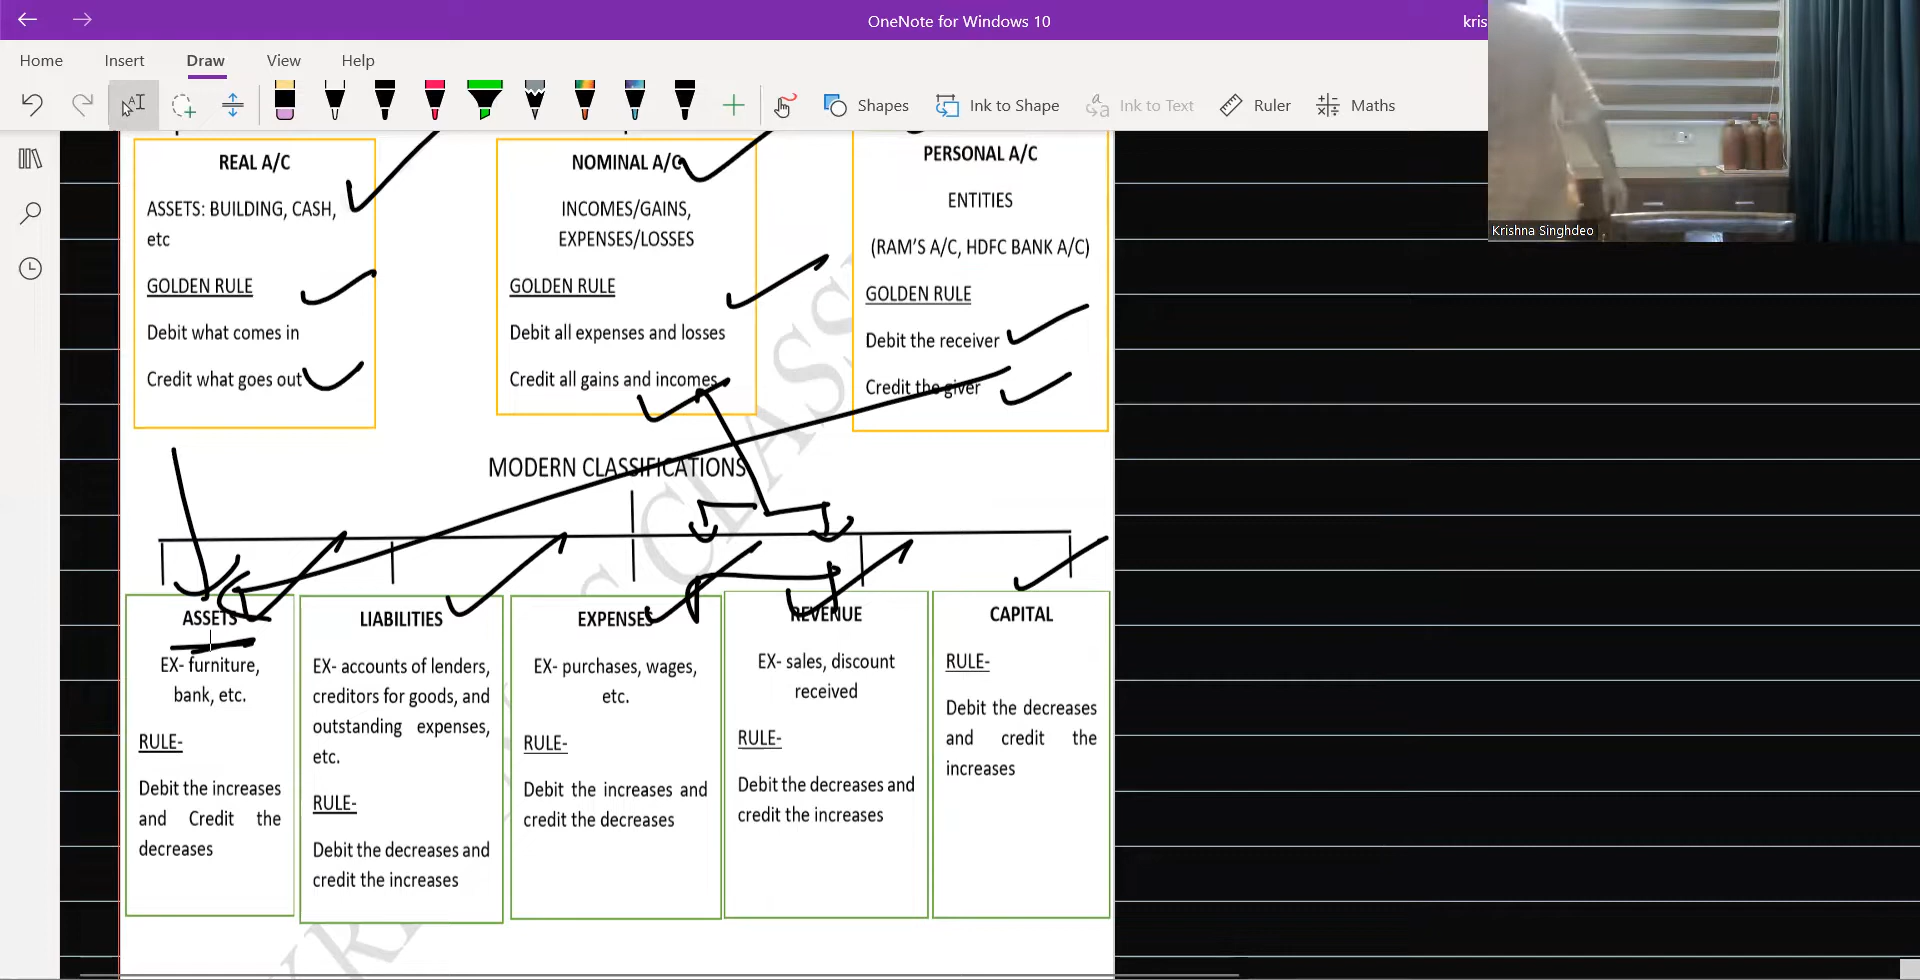 OneNote for Windows 10
kris
Home Insert Draw View Help
Shapes Ink to Shape Ink to Text Ruler Maths
Krishna Singhdeo
REAL A/C
ASSETS: BUILDING, CASH,
etc
GOLDEN RULE
Debit what comes in
Credit what goes out
NOMINAL A/C
INCOMES/GAINS,
EXPENSES/LOSSES
GOLDEN RULE
Debit all expenses and losses
Credit all gains and incomes
PERSONAL A/C
ENTITIES
(RAM'S A/C, HDFC BANK A/C)
GOLDEN RULE
Debit the receiver
Credit the giver
MODERN CLASSIFICATIONS
ASSETS
EX- furniture,
bank, etc.
RULE-
Debit the increases
and Credit the
decreases
LIABILITIES
EX- accounts of lenders,
creditors for goods, and
outstanding expenses,
etc.
RULE-
Debit the decreases and
credit the increases
EXPENSES
EX- purchases, wages,
etc.
RULE-
Debit the increases and
credit the decreases
REVENUE
EX- sales, discount
received
RULE-
Debit the decreases and
credit the increases
CAPITAL
RULE-
Debit the decreases
and credit the
increases